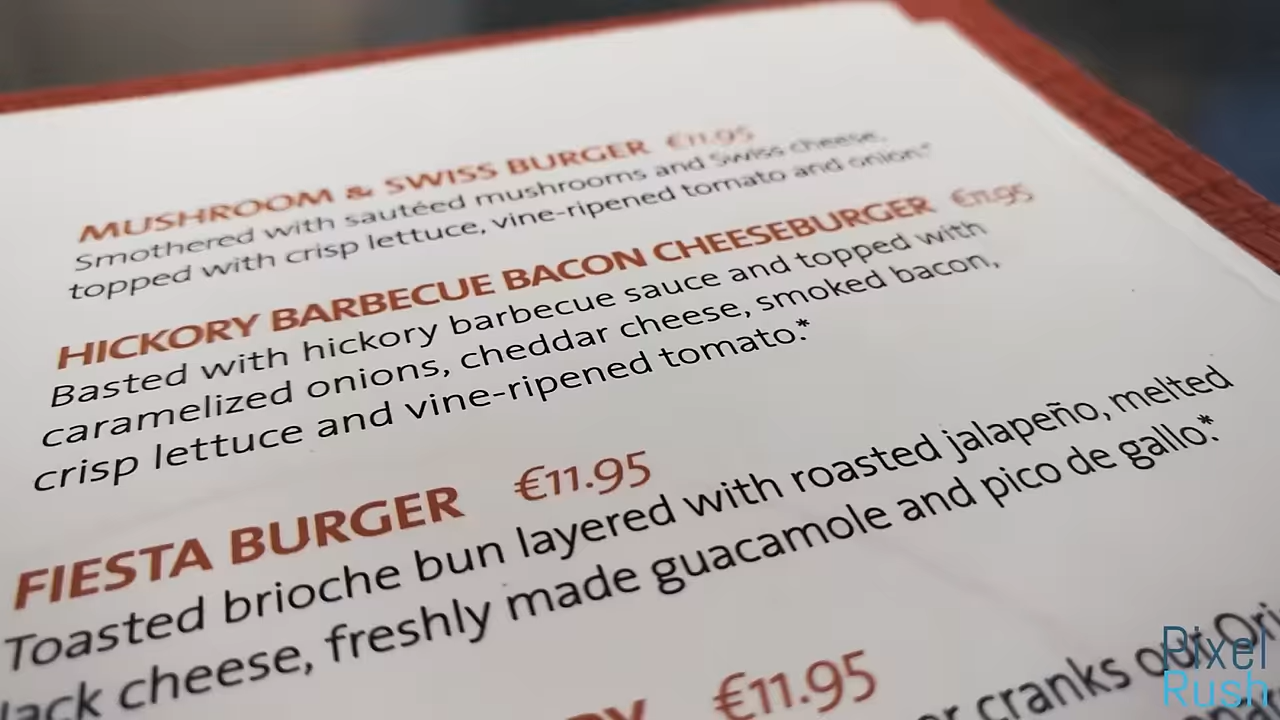 MUSHROOM & SWISS BURGER €11.95
Smothered with sautéed mushrooms and Swiss cheese,
topped with crisp lettuce, vine-ripened tomato and onion.*
HICKORY BARBECUE BACON CHEESEBURGER €11.95
Basted with hickory barbecue sauce and topped with
caramelized onions, cheddar cheese, smoked bacon,
crisp lettuce and vine-ripened tomato.*
FIESTA BURGER €11.95
Toasted brioche bun layered with roasted jalapeño, melted
Jack cheese, freshly made guacamole and pico de gallo.*
€11.95
cranks our
Pixel
Rush